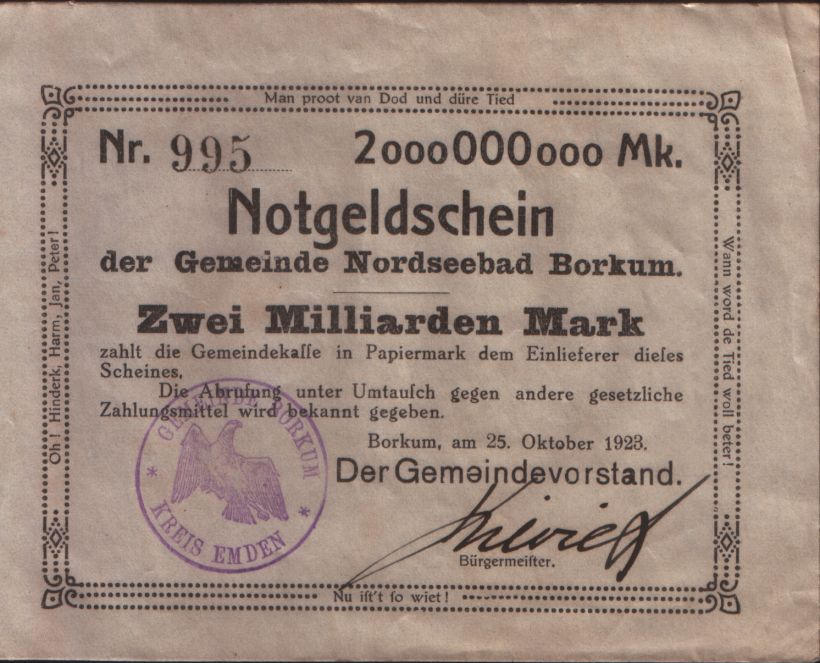 Man proot van Dod und düre Tied
Nr. 995 2000000000 Mk.
Notgeldschein
der Gemeinde Nordseebad Borkum.
Zwei Milliarden Mark
zahlt die Gemeindekaſſe in Papiermark dem Einlieferer dieſes
Scheines,
Die Abrufung unter Umtauſch gegen andere gesetzliche
Zahlungsmittel wird bekannt gegeben.
Borkum, am 25. Oktober 1923.
Der Gemeindevorstand.
Bürgermeiſter.
GEMEINDE BORKUM
* KREIS EMDEN *
Oh! Hinderk, Harm, Jan, Peter!
Wann word de Tied woll beter!
Nu iſt't ſo wiet!